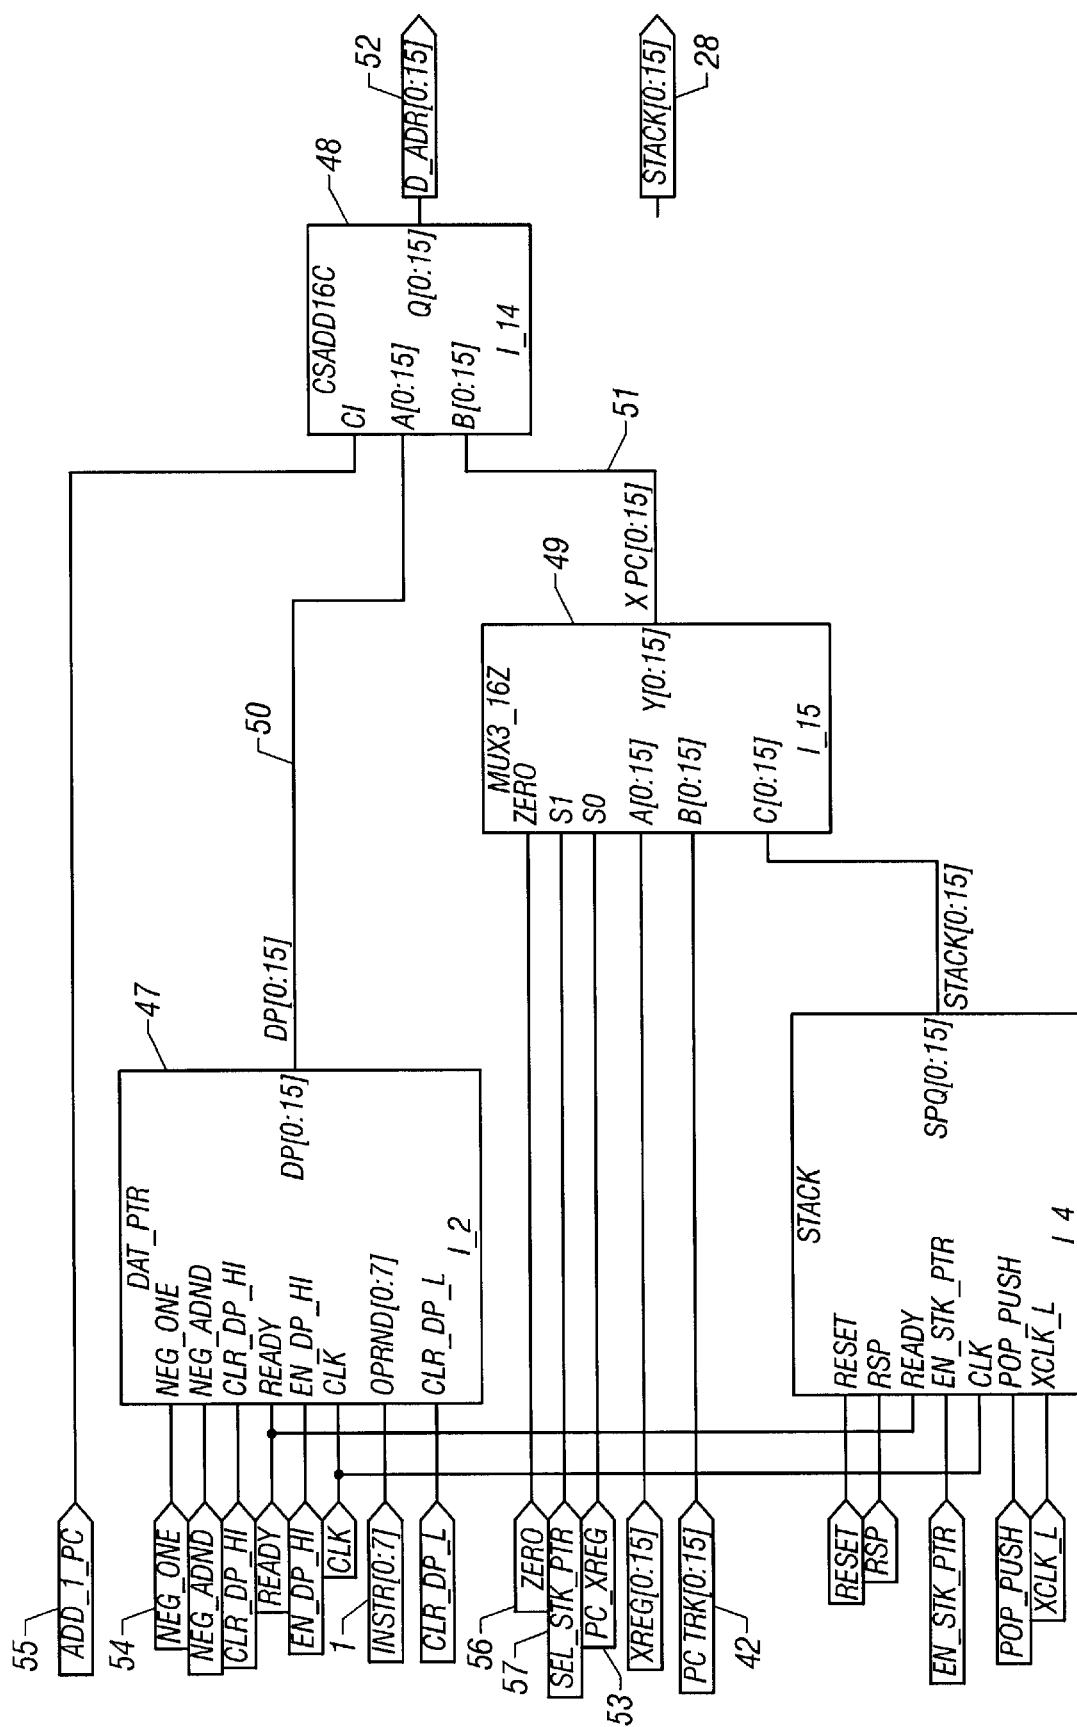 55
ADD_1_PC
54
NEG_ONE
NEG_ADND
CLR_DP_HI
READY
EN_DP_HI
CLK
1
INSTR[0:7]
CLR_DP_L
DAT_PTR
NEG_ONE
NEG_ADND
CLR_DP_HI
READY
EN_DP_HI
CLK
OPRND[0:7]
CLR_DP_L
DP[0:15]
I_2
47
DP[0:15]
50
CSADD16C
CI
A[0:15]
B[0:15]
Q[0:15]
I_14
48
D_ADR[0:15]
52
STACK[0:15]
28
56
ZERO
57
SEL_STK_PTR
PC_XREG
53
XREG[0:15]
PC TRK[0:15]
42
MUX3_16Z
ZERO
S1
S0
A[0:15]
B[0:15]
C[0:15]
Y[0:15]
I_15
49
X PC[0:15]
51
RESET
RSP
EN_STK_PTR
POP_PUSH
XCLK_L
STACK
RESET
RSP
READY
EN_STK_PTR
CLK
POP_PUSH
XCLK_L
SPQ[0:15]
I_4
STACK[0:15]